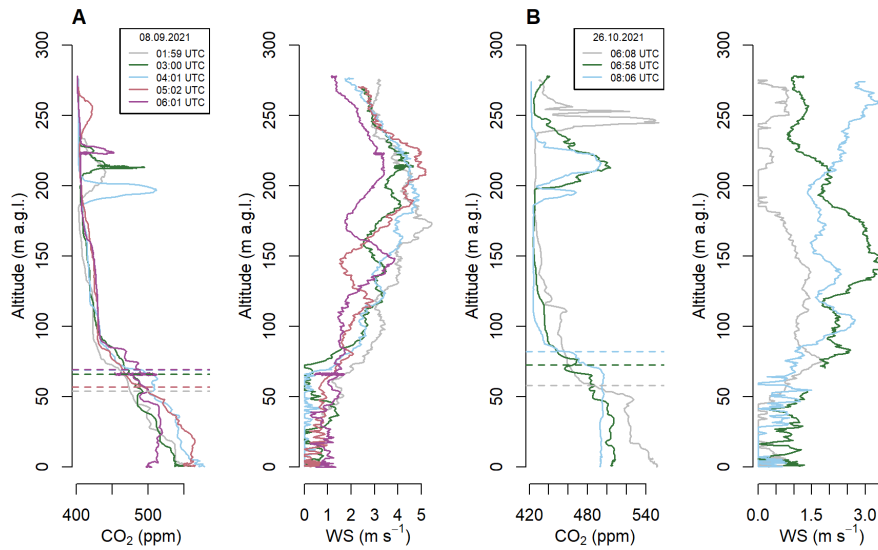 A
B
08.09.2021
01:59 UTC
03:00 UTC
04:01 UTC
05:02 UTC
06:01 UTC
26.10.2021
06:08 UTC
06:58 UTC
08:06 UTC
Altitude (m a.g.l.)
0 50 100 150 200 250 300
400 500
CO₂ (ppm)
Altitude (m a.g.l.)
0 50 100 150 200 250 300
0 1 2 3 4 5
WS (m s⁻¹)
Altitude (m a.g.l.)
0 50 100 150 200 250 300
420 480 540
CO₂ (ppm)
Altitude (m a.g.l.)
0 50 100 150 200 250 300
0.0 1.0 2.0 3.0
WS (m s⁻¹)